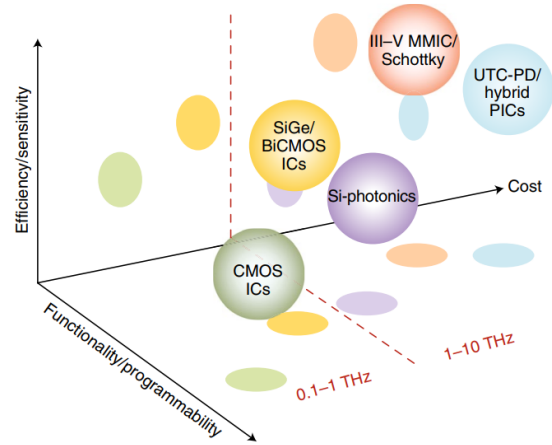 III–V MMIC/
Schottky
UTC-PD/
hybrid
PICs
SiGe/
BiCMOS
ICs
Si-photonics
Cost
CMOS
ICs
Efficiency/sensitivity
Functionality/programmability
0.1–1 THz
1–10 THz